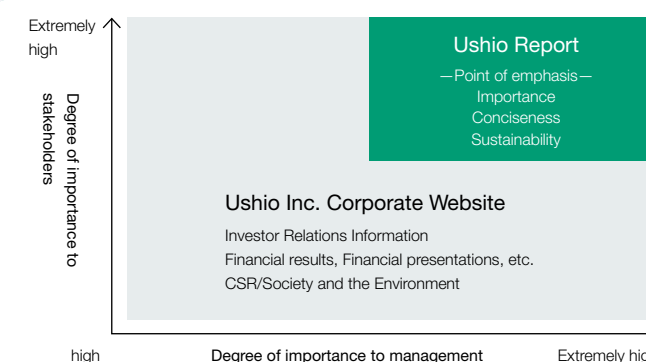 Extremely
high
Degree of importance to
stakeholders
Ushio Report
—Point of emphasis—
Importance
Conciseness
Sustainability
Ushio Inc. Corporate Website
Investor Relations Information
Financial results, Financial presentations, etc.
CSR/Society and the Environment
high
Degree of importance to management
Extremely